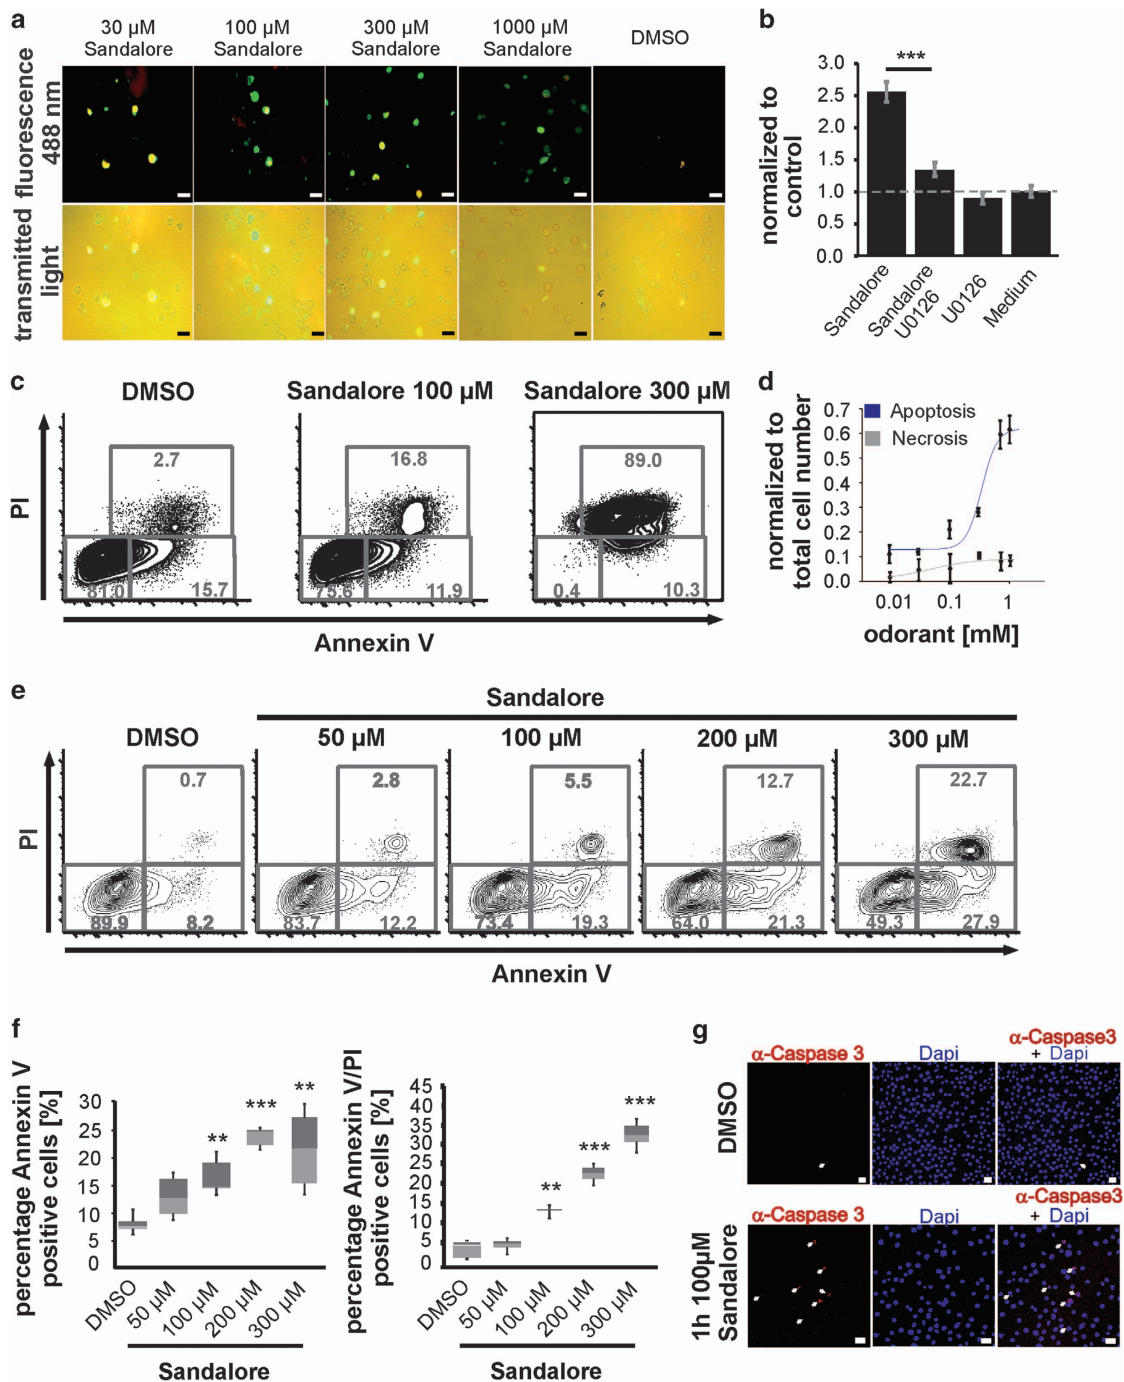 a
30 µM
Sandalore
100 µM
Sandalore
300 µM
Sandalore
1000 µM
Sandalore
DMSO
fluorescence
488 nm
transmitted
light
b
normalized to
control
3.0
2.5
2.0
1.5
1.0
0.5
0.0
***
Sandalore
Sandalore
U0126
U0126
Medium
c
DMSO
Sandalore 100 µM
Sandalore 300 µM
PI
2.7
81.0
15.7
16.8
75.6
11.9
89.0
0.4
10.3
Annexin V
d
normalized to
total cell number
0.7
0.6
0.5
0.4
0.3
0.2
0.1
0.0
Apoptosis
Necrosis
0.01
0.1
1
odorant [mM]
e
Sandalore
DMSO
50 µM
100 µM
200 µM
300 µM
PI
0.7
89.9
8.2
2.8
83.7
12.2
5.5
73.4
19.3
12.7
64.0
21.3
22.7
49.3
27.9
Annexin V
f
percentage Annexin V
positive cells [%]
30
25
20
15
10
5
0
**
***
**
DMSO
50 µM
100 µM
200 µM
300 µM
Sandalore
percentage Annexin V/PI
positive cells [%]
45
40
35
30
25
20
15
10
5
0
**
***
***
DMSO
50 µM
100 µM
200 µM
300 µM
Sandalore
g
α-Caspase 3
Dapi
α-Caspase3
+ Dapi
DMSO
α-Caspase 3
Dapi
α-Caspase3
+ Dapi
1h 100µM
Sandalore